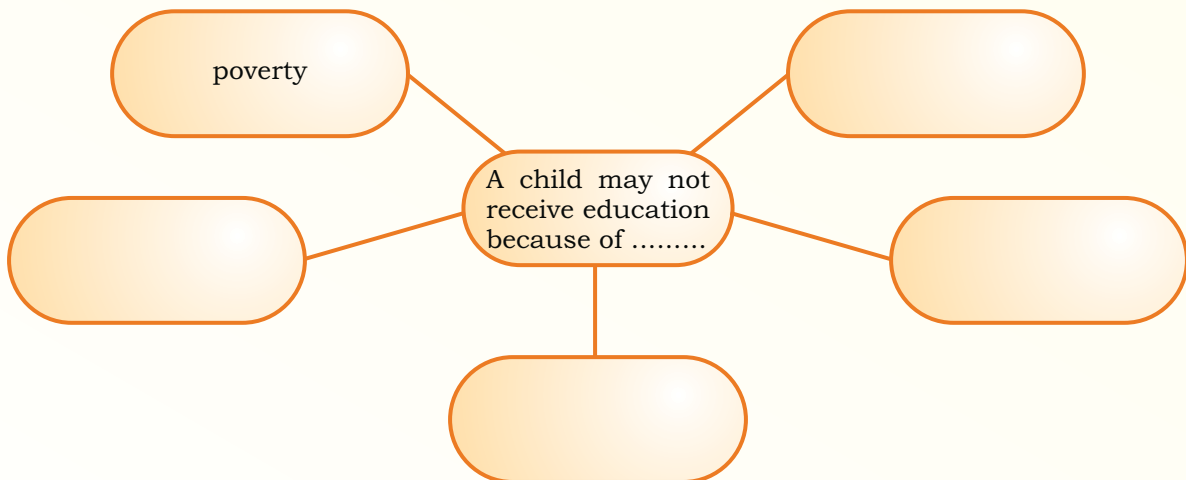 poverty
A child may not
receive education
because of .........